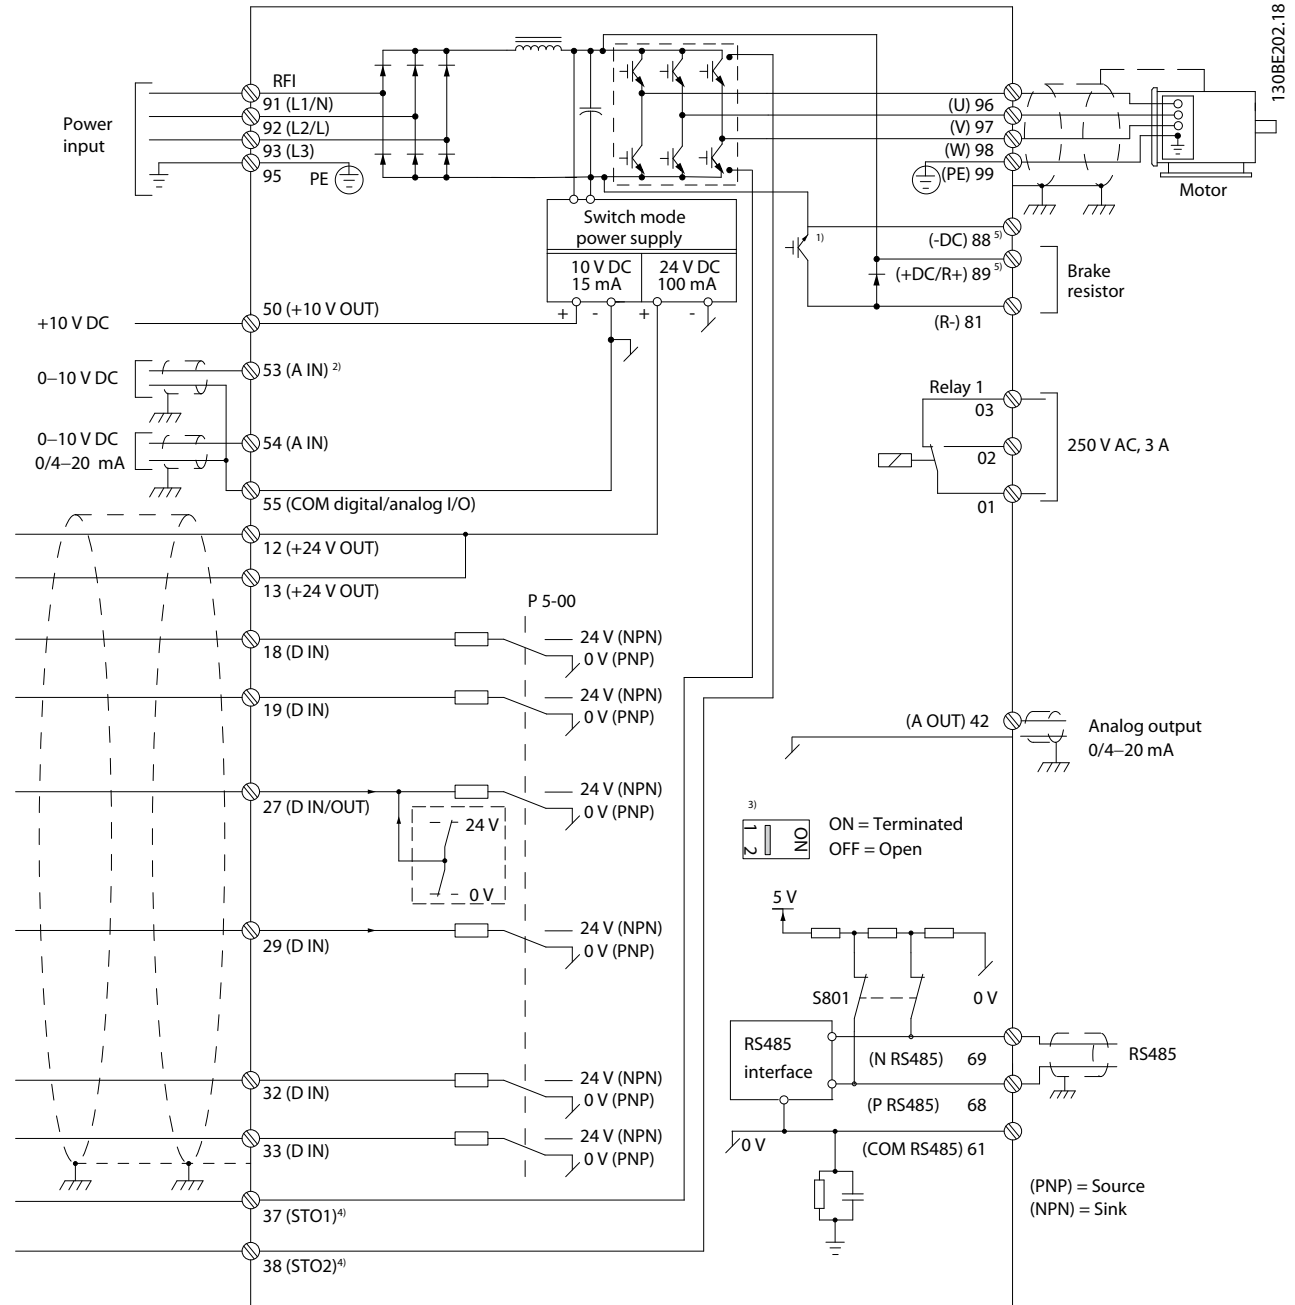 130BE202.18
RFI
91 (L1/N)
92 (L2/L)
93 (L3)
95
PE
Power
input
(U) 96
(V) 97
(W) 98
(PE) 99
Motor
Switch mode
power supply
10 V DC
15 mA
24 V DC
100 mA
+ - + -
1)
(-DC) 88 5)
(+DC/R+) 89 5)
(R-) 81
Brake
resistor
50 (+10 V OUT)
+10 V DC
53 (A IN) 2)
0–10 V DC
0–10 V DC
0/4–20 mA
54 (A IN)
55 (COM digital/analog I/O)
Relay 1
03
02
01
250 V AC, 3 A
12 (+24 V OUT)
13 (+24 V OUT)
P 5-00
24 V (NPN)
0 V (PNP)
18 (D IN)
24 V (NPN)
0 V (PNP)
19 (D IN)
(A OUT) 42
Analog output
0/4–20 mA
24 V (NPN)
0 V (PNP)
27 (D IN/OUT)
24 V
0 V
3)
1 2
ON
ON = Terminated
OFF = Open
24 V (NPN)
0 V (PNP)
29 (D IN)
5 V
S801
0 V
RS485
interface
(N RS485) 69
(P RS485) 68
RS485
0 V
(COM RS485) 61
24 V (NPN)
0 V (PNP)
32 (D IN)
24 V (NPN)
0 V (PNP)
33 (D IN)
(PNP) = Source
(NPN) = Sink
37 (STO1)4)
38 (STO2)4)